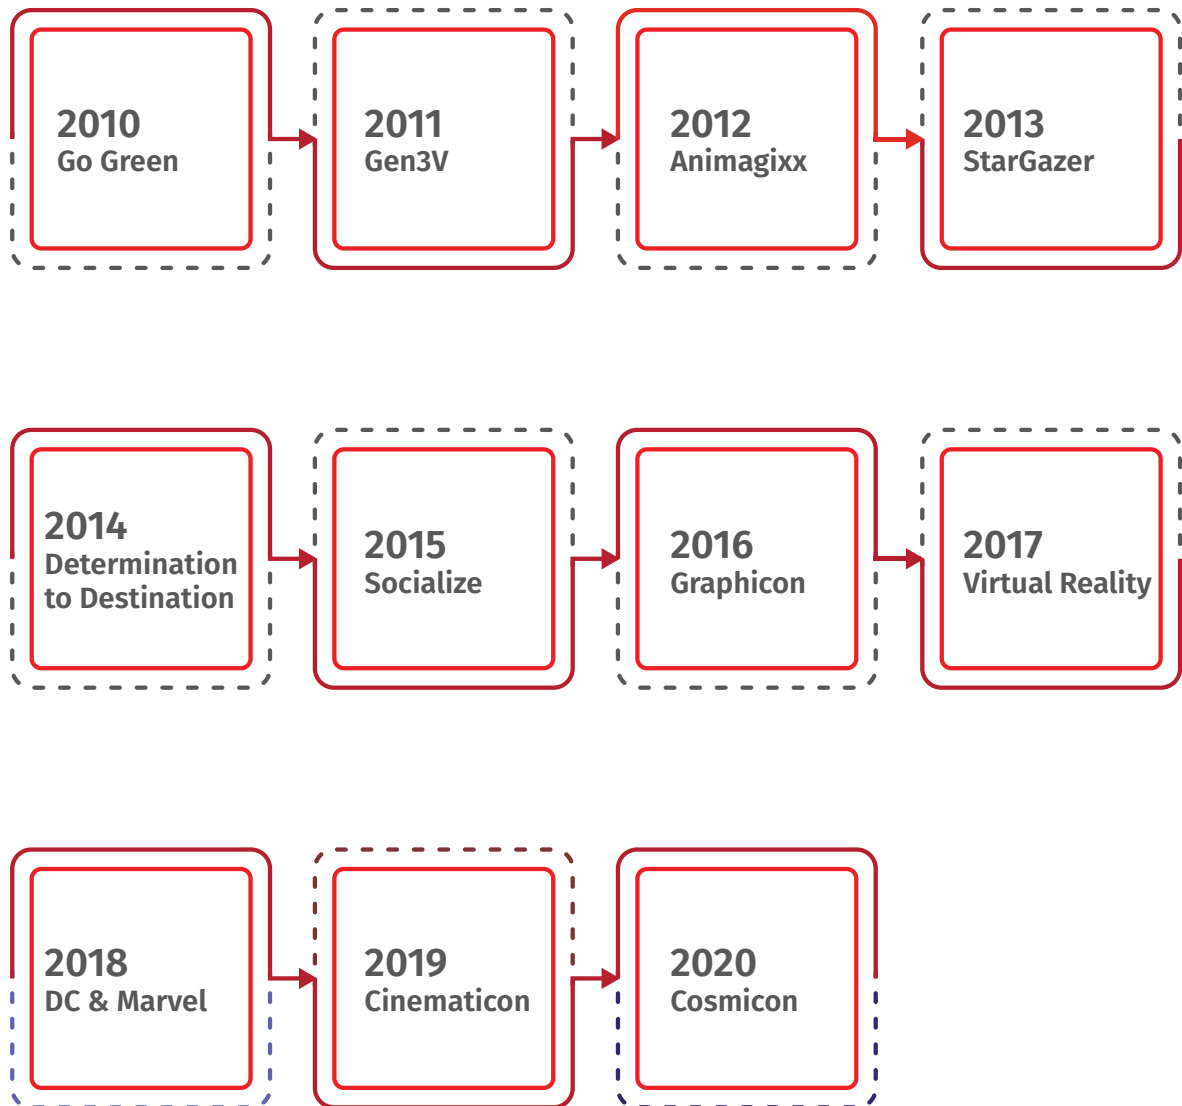 2010
Go Green
2011
Gen3V
2012
Animagixx
2013
StarGazer
2014
Determination
to Destination
2015
Socialize
2016
Graphicon
2017
Virtual Reality
2018
DC & Marvel
2019
Cinematicon
2020
Cosmicon